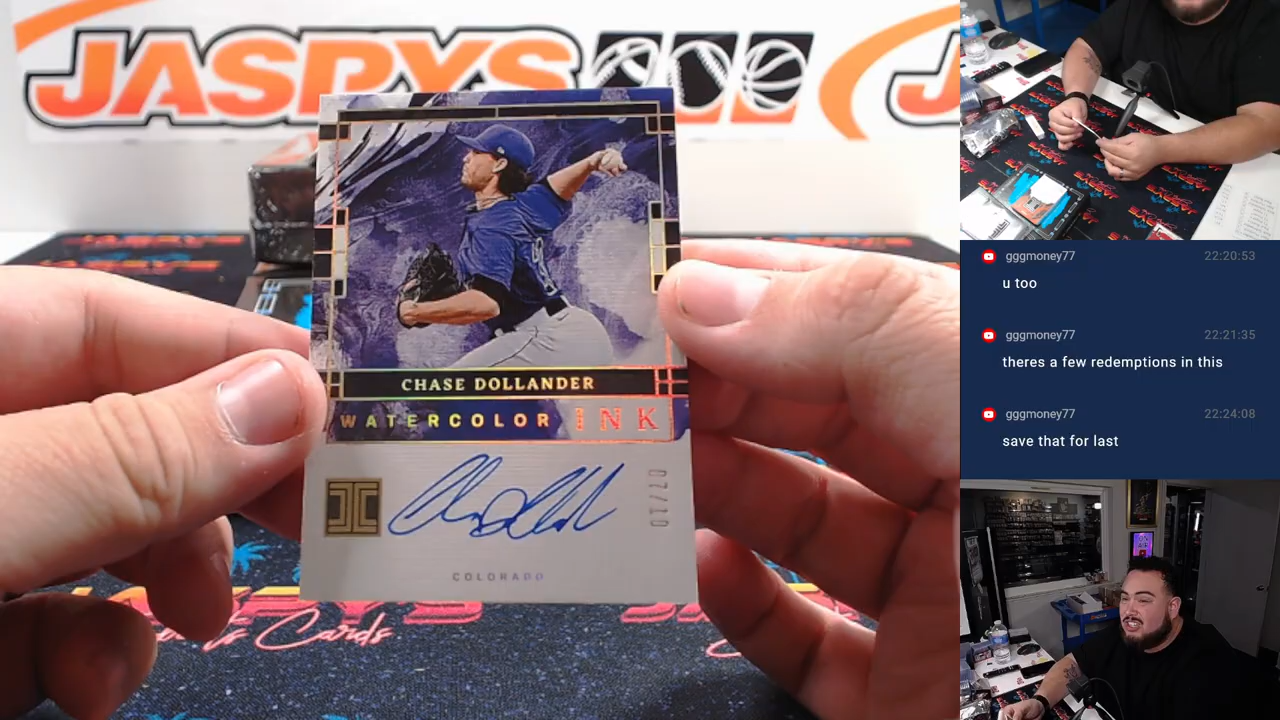 JASPYS
J
CHASE DOLLANDER
WATERCOLOR INK
07/10
COLORADO
gggmoney77 22:20:53
u too
gggmoney77 22:21:35
theres a few redemptions in this
gggmoney77 22:24:08
save that for last